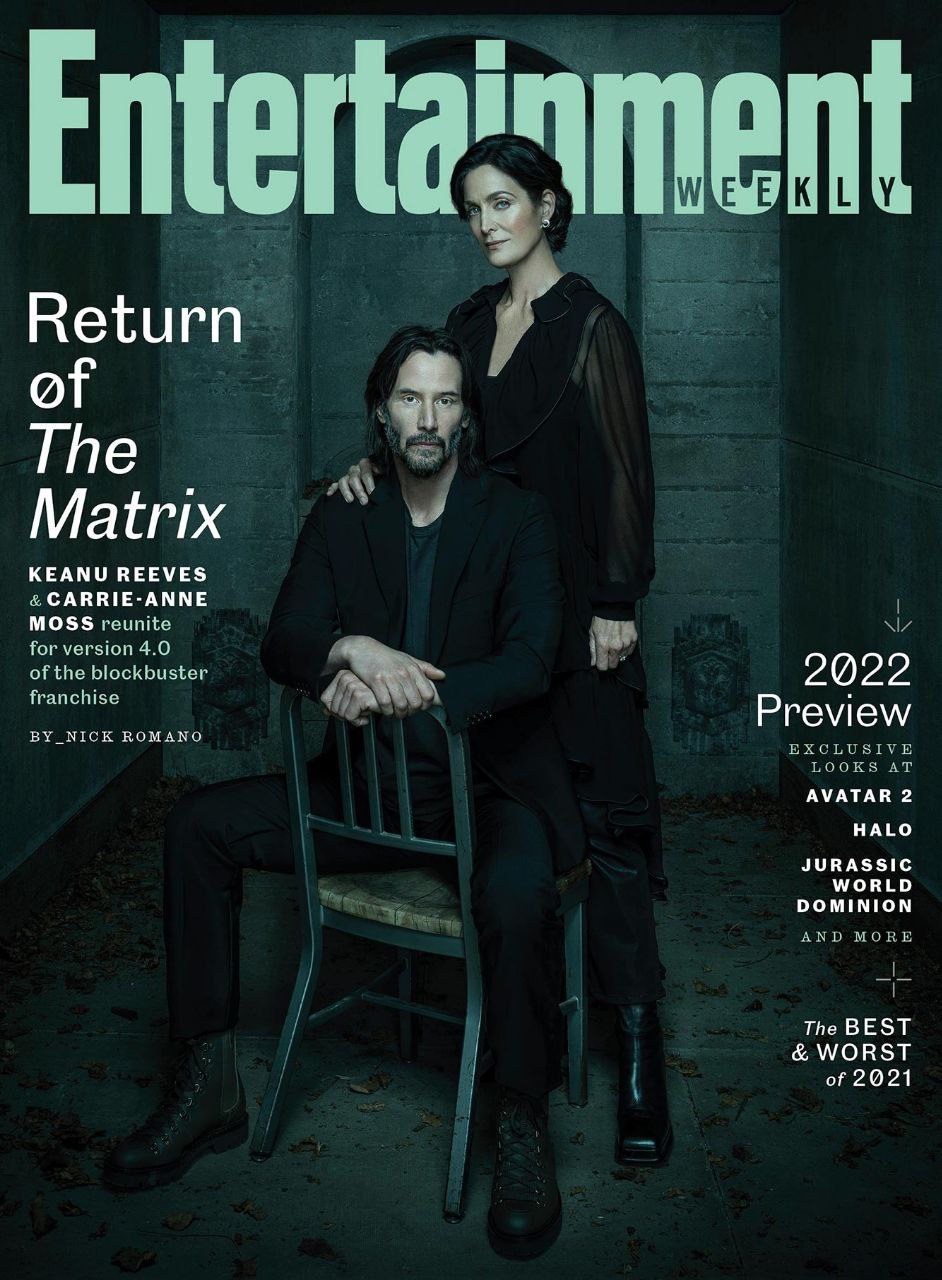 Entertainment
WEEKLY
Return
of
The
Matrix
KEANU REEVES
& CARRIE-ANNE
MOSS reunite
for version 4.0
of the blockbuster
franchise
BY_NICK ROMANO
2022
Preview
EXCLUSIVE
LOOKS AT
AVATAR 2
HALO
JURASSIC
WORLD
DOMINION
AND MORE
The BEST
& WORST
of 2021